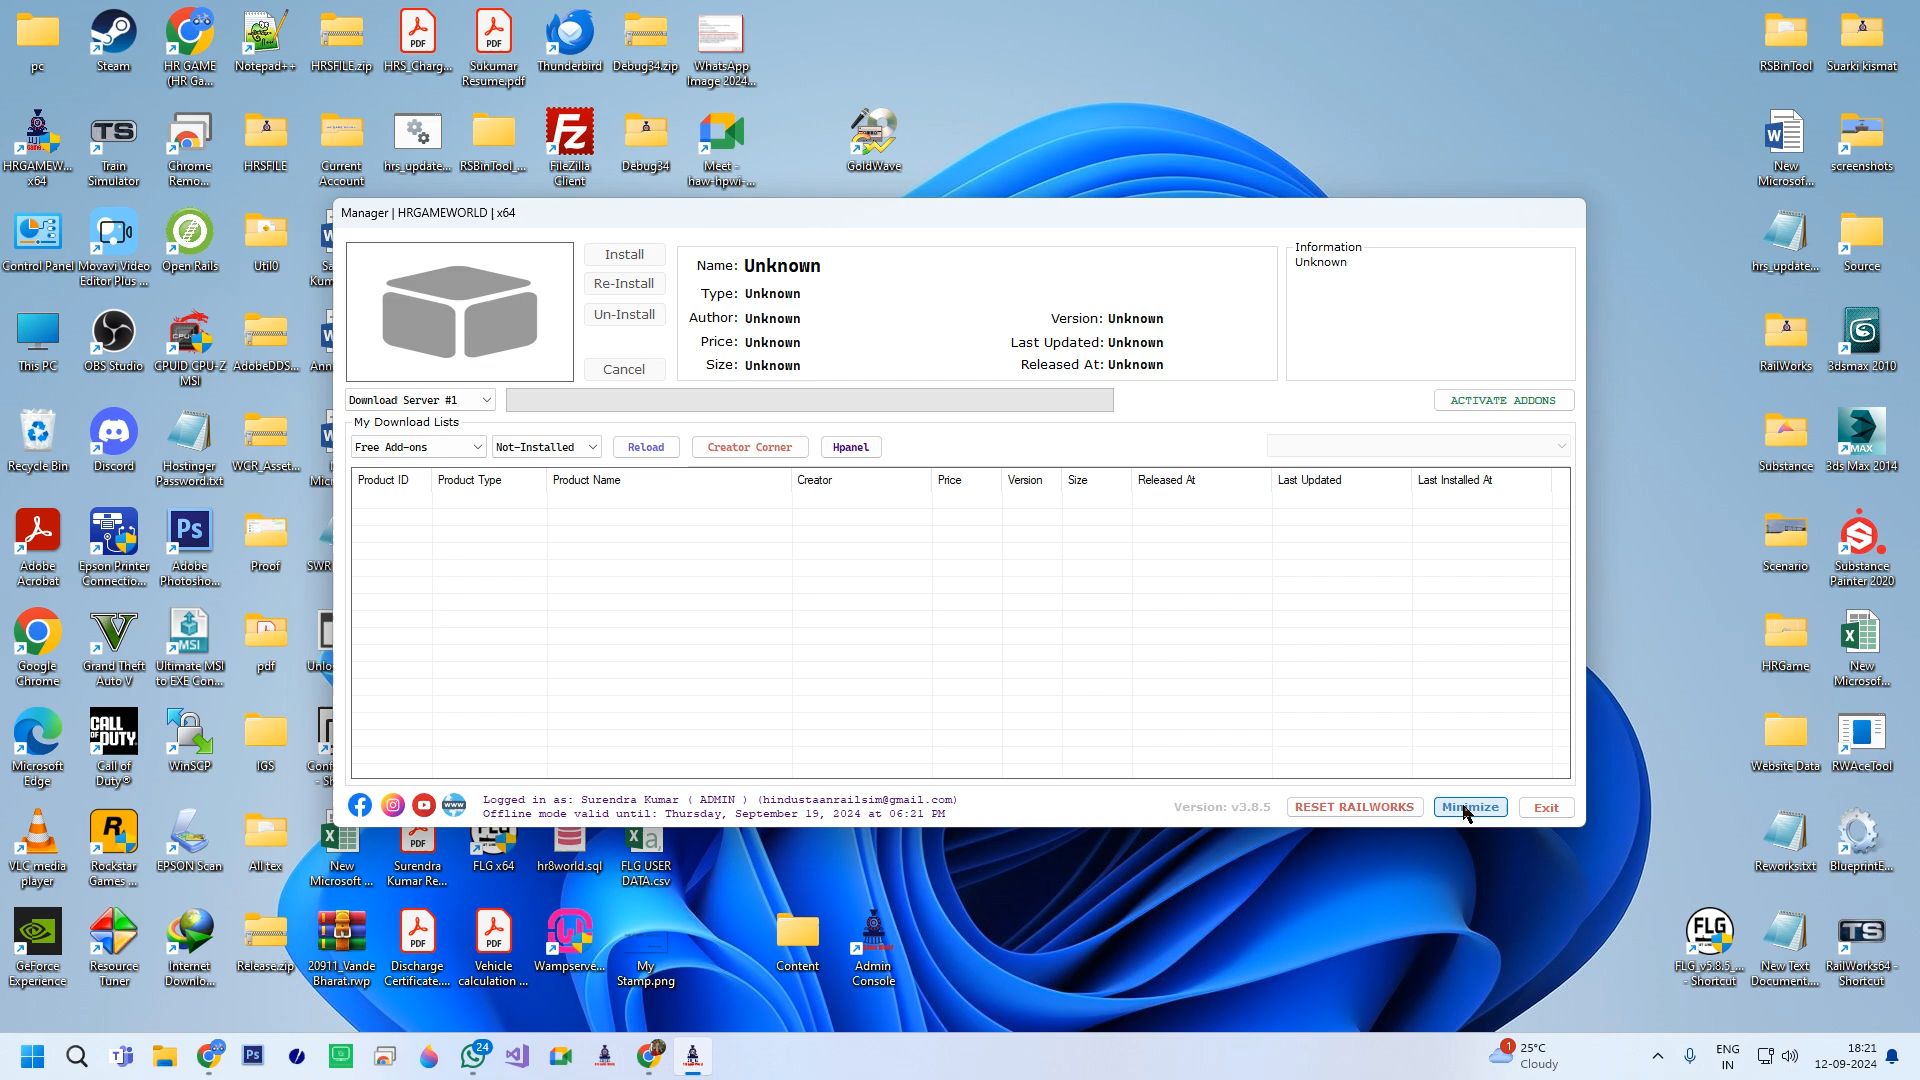 pc
Steam
HR GAME
(HR Ga...
Notepad++
HRSFILE.zip
HRS_Charg...
Sukumar
Resume.pdf
Thunderbird
Debug34.zip
WhatsApp
Image 2024...
RSBinTool
Suarki kismat
HRGAMEW...
x64
Train
Simulator
Chrome
Remo...
HRSFILE
Current
Account
hrs_update...
RSBinTool_...
FileZilla
Client
Debug34
Meet -
haw-hpwi-...
GoldWave
New
Microsof...
screenshots
Control Panel
Movavi Video
Editor Plus ...
Open Rails
Util0
hrs_update...
Source
This PC
OBS Studio
CPUID CPU-Z
MSI
AdobeDDS...
RailWorks
3dsmax 2010
Recycle Bin
Discord
Hostinger
Password.txt
WCR_Asset...
Substance
3ds Max 2014
Adobe
Acrobat
Epson Printer
Connectio...
Adobe
Photosho...
Proof
Scenario
Substance
Painter 2020
Google
Chrome
Grand Theft
Auto V
Ultimate MSI
to EXE Con...
pdf
HRGame
New
Microsof...
Microsoft
Edge
Call of
Duty®
WinSCP
IGS
Website Data
RWAceTool
VLC media
player
Rockstar
Games ...
EPSON Scan
All tex
New
Microsoft ...
Surendra
Kumar Re...
FLG x64
hr8world.sql
FLG USER
DATA.csv
Reworks.txt
BlueprintE...
GeForce
Experience
Resource
Tuner
Internet
Downlo...
Release.zip
20911_Vande
Bharat.rwp
Discharge
Certificate....
Vehicle
calculation ...
Wampserve...
My
Stamp.png
Content
Admin
Console
FLG_v5.8.5_...
- Shortcut
New Text
Document....
RailWorks64 -
Shortcut
Manager | HRGAMEWORLD | x64
Install
Re-Install
Un-Install
Cancel
Name: Unknown
Type: Unknown
Author: Unknown
Price: Unknown
Size: Unknown
Version: Unknown
Last Updated: Unknown
Released At: Unknown
Information
Unknown
Download Server #1
ACTIVATE ADDONS
My Download Lists
Free Add-ons
Not-Installed
Reload
Creator Corner
Hpanel
Product ID
Product Type
Product Name
Creator
Price
Version
Size
Released At
Last Updated
Last Installed At
Logged in as: Surendra Kumar ( ADMIN ) (hindustaanrailsim@gmail.com)
Offline mode valid until: Thursday, September 19, 2024 at 06:21 PM
Version: v3.8.5
RESET RAILWORKS
Minimize
Exit
24
1
25°C
Cloudy
ENG
IN
18:21
12-09-2024